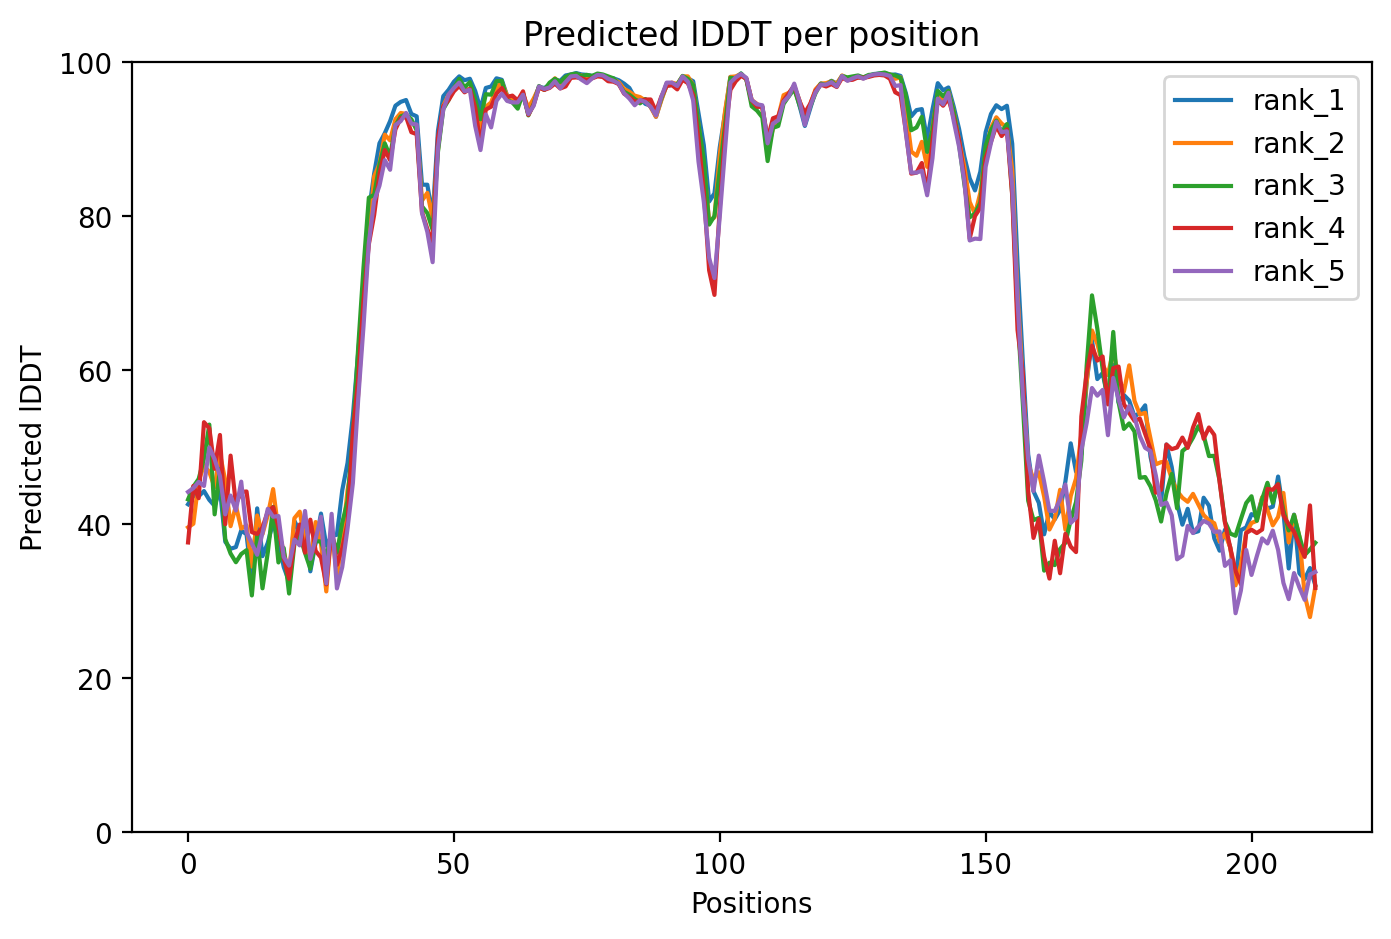 Predicted lDDT per position
100
80
60
40
20
0
Predicted lDDT
0 50 100 150 200
Positions
rank_1
rank_2
rank_3
rank_4
rank_5